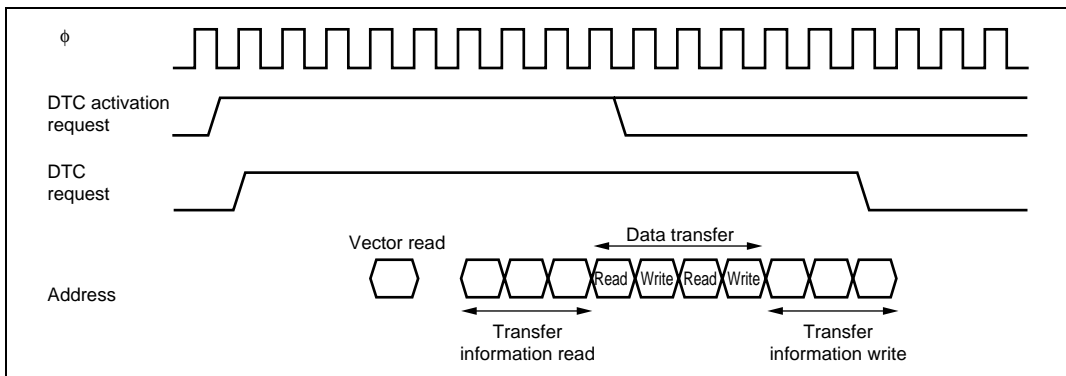 φ
DTC activation
request
DTC
request
Vector read
Data transfer
Read Write Read Write
Address
Transfer
information read
Transfer
information write